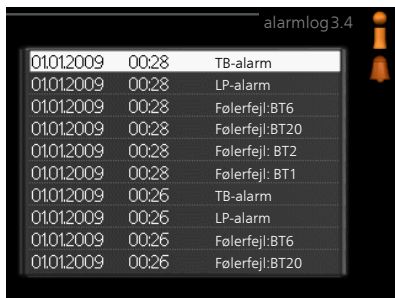 alarmlog 3.4
01.01.2009 00:28 TB-alarm
01.01.2009 00:28 LP-alarm
01.01.2009 00:28 Følerfejl:BT6
01.01.2009 00:28 Følerfejl:BT20
01.01.2009 00:28 Følerfejl: BT2
01.01.2009 00:28 Følerfejl: BT1
01.01.2009 00:26 TB-alarm
01.01.2009 00:26 LP-alarm
01.01.2009 00:26 Følerfejl:BT6
01.01.2009 00:26 Følerfejl:BT20